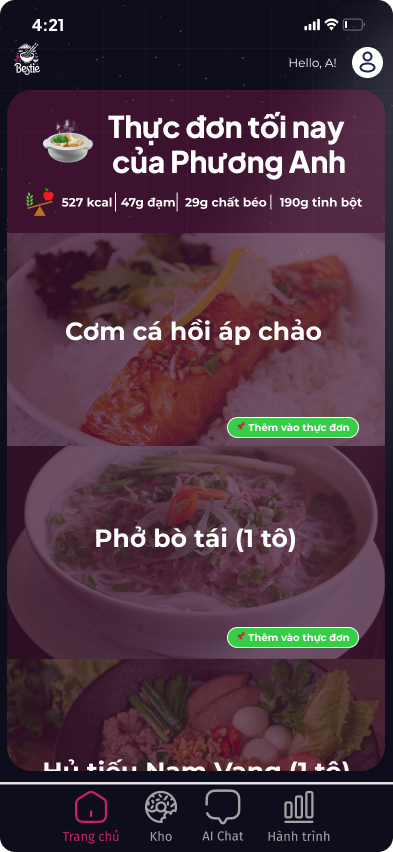 4:21
Bestie
Hello, A!
Thực đơn tối nay
của Phương Anh
527 kcal 47g đạm 29g chất béo 190g tinh bột
Cơm cá hồi áp chảo
Thêm vào thực đơn
Phở bò tái (1 tô)
Thêm vào thực đơn
Hủ tiếu Nam Vang (1 tô)
Trang chủ Kho AI Chat Hành trình